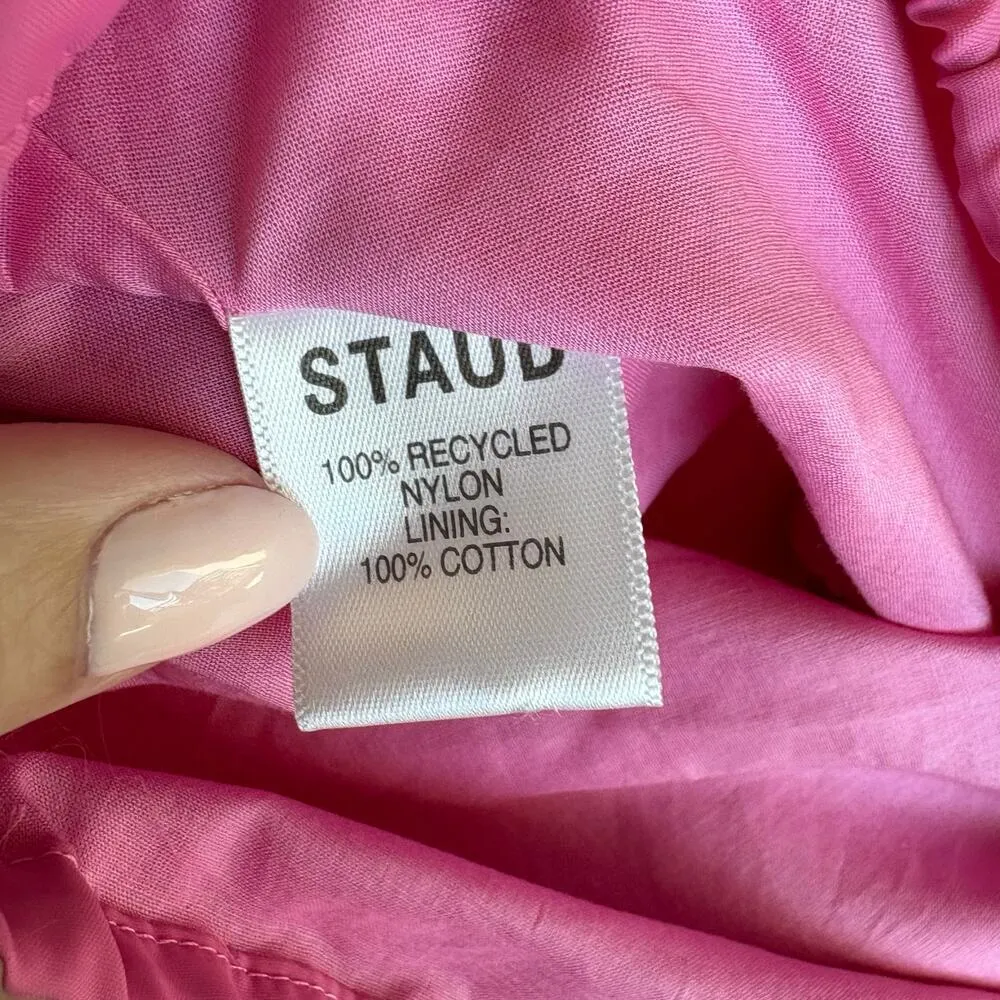 STAUD
100% RECYCLED
NYLON
LINING:
100% COTTON